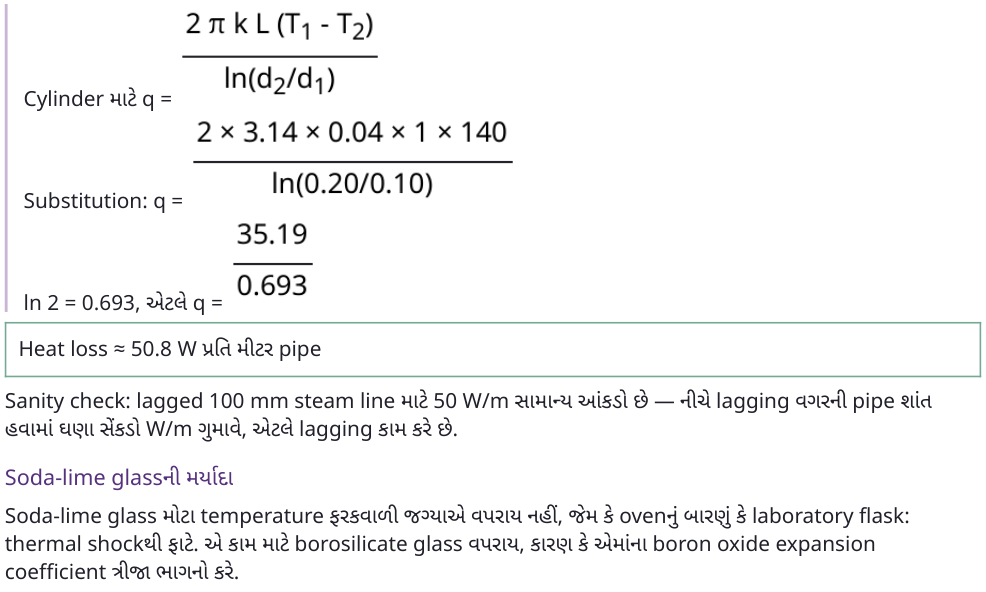 Cylinder માટે q = 2 π k L (T₁ - T₂)
ln(d₂/d₁)
Substitution: q = 2 × 3.14 × 0.04 × 1 × 140
ln(0.20/0.10)
ln 2 = 0.693, એટલે q = 35.19
0.693
Heat loss ≈ 50.8 W પ્રતિ મીટર pipe
Sanity check: lagged 100 mm steam line માટે 50 W/m સામાન્ય આંકડો છે — નીચે lagging વગરની pipe શાંત
હવામાં ઘણા સેંકડો W/m ગુમાવે, એટલે lagging કામ કરે છે.
Soda-lime glassની મર્યાદા
Soda-lime glass મોટા temperature ફરકવાળી જગ્યાએ વપરાય નહીં, જેમ કે ovenનું બારણું કે laboratory flask:
thermal shockથી ફાટે. એ કામ માટે borosilicate glass વપરાય, કારણ કે એમાંના boron oxide expansion
coefficient ત્રીજા ભાગનો કરે.